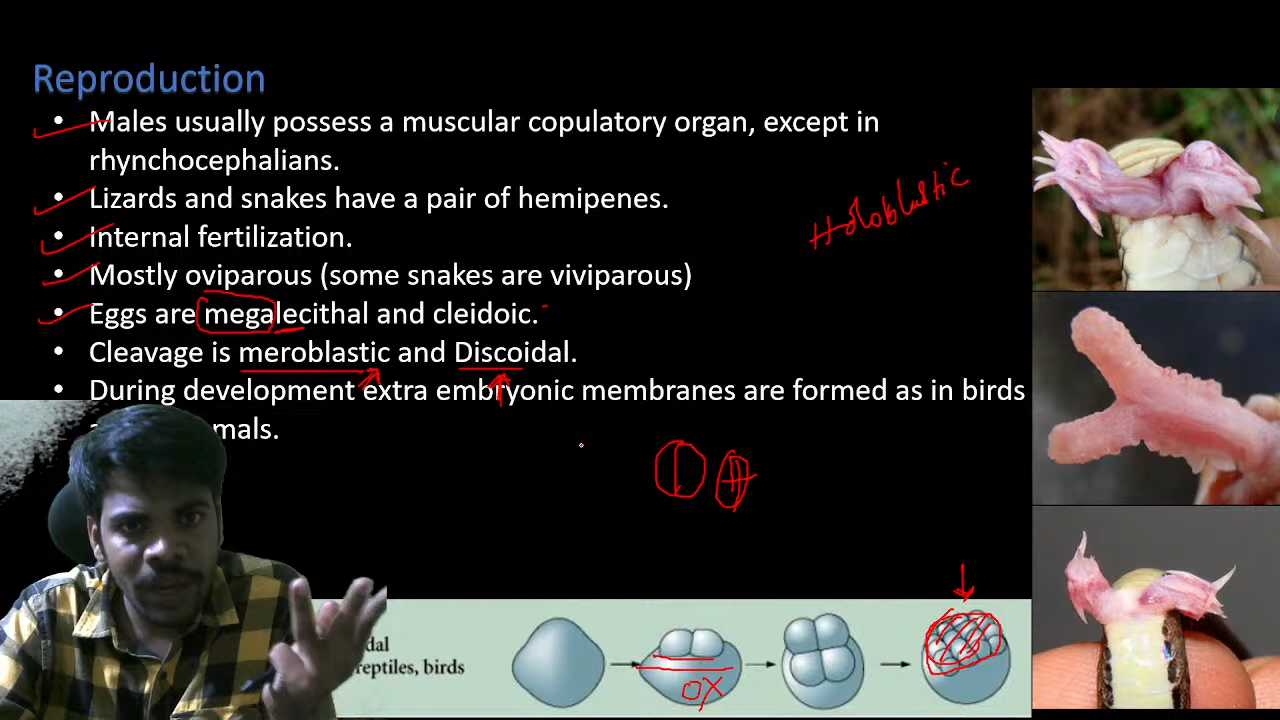 Reproduction
• Males usually possess a muscular copulatory organ, except in
rhynchocephalians.
• Lizards and snakes have a pair of hemipenes.
• Internal fertilization.
• Mostly oviparous (some snakes are viviparous)
• Eggs are megalecithal and cleidoic.
• Cleavage is meroblastic and Discoidal.
• During development extra embryonic membranes are formed as in birds
mals.
Holoblastic
dal
reptiles, birds